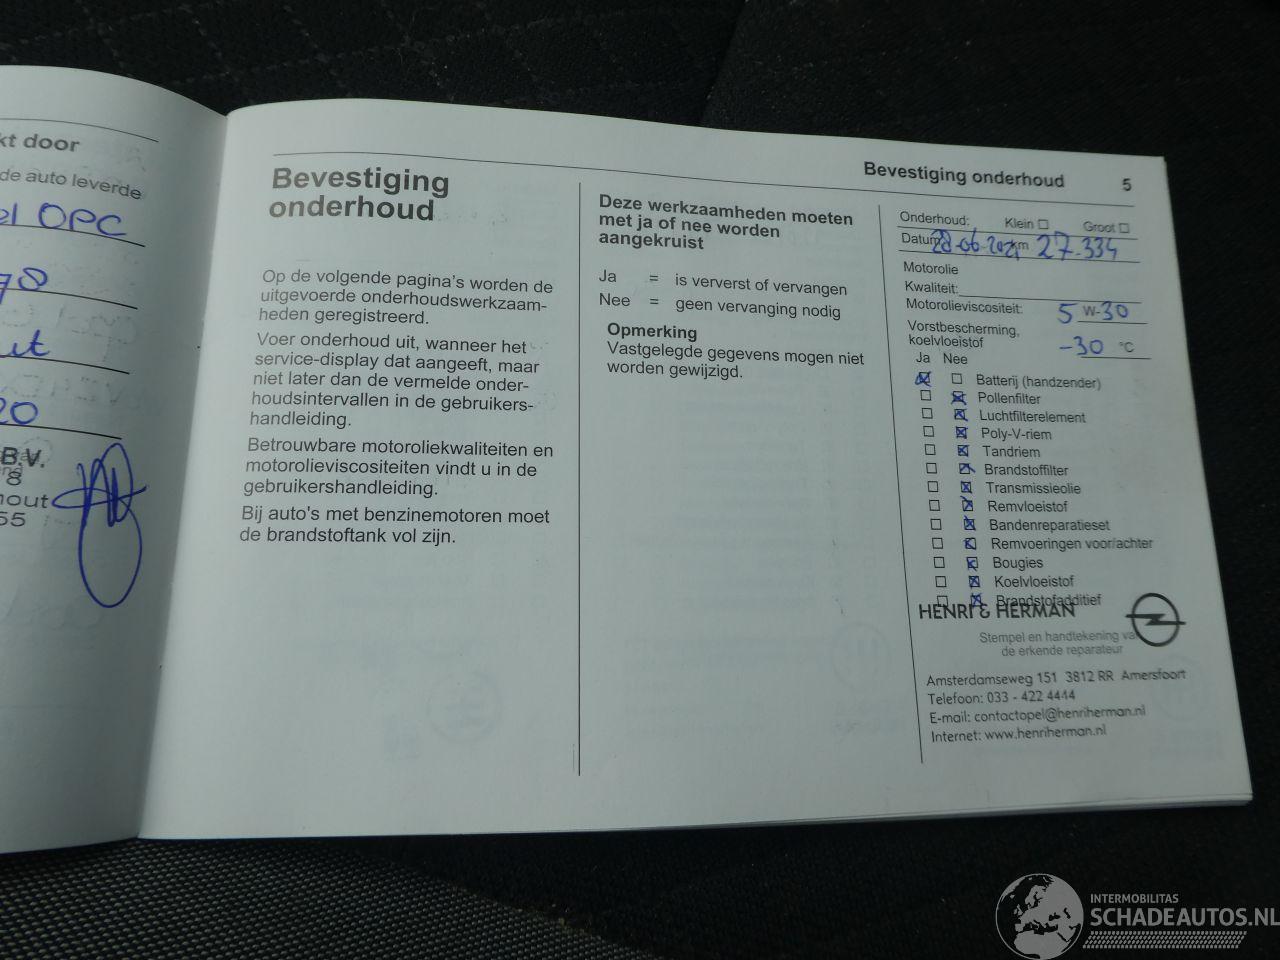 kt door
de auto leverde
el OPC
78
ut
20
B.V.
8
hout
55
Bevestiging onderhoud 5
Bevestiging
onderhoud
Op de volgende pagina's worden de
uitgevoerde onderhoudswerkzaam-
heden geregistreerd.
Voer onderhoud uit, wanneer het
service-display dat aangeeft, maar
niet later dan de vermelde onder-
houdsintervallen in de gebruikers-
handleiding.
Betrouwbare motoroliekwaliteiten en
motorolieviscositeiten vindt u in de
gebruikershandleiding.
Bij auto's met benzinemotoren moet
de brandstoftank vol zijn.
Deze werkzaamheden moeten
met ja of nee worden
aangekruist
Ja = is ververst of vervangen
Nee = geen vervanging nodig
Opmerking
Vastgelegde gegevens mogen niet
worden gewijzigd.
Onderhoud: Klein ☐ Groot ☐
Datum 28-06-2021 km 27.334
Motorolie
Kwaliteit:
Motorolieviscositeit: 5 W-30
Vorstbescherming,
koelvloeistof -30 °C
Ja Nee
☒ ☐ Batterij (handzender)
☐ ☒ Pollenfilter
☐ ☒ Luchtfilterelement
☐ ☒ Poly-V-riem
☐ ☒ Tandriem
☐ ☒ Brandstoffilter
☐ ☒ Transmissieolie
☐ ☒ Remvloeistof
☐ ☒ Bandenreparatieset
☐ ☒ Remvoeringen voor/achter
☐ ☒ Bougies
☐ ☒ Koelvloeistof
☐ ☒ Brandstofadditief
HENRI & HERMAN
Stempel en handtekening va
de erkende reparateur
Amsterdamseweg 151 3812 RR Amersfoort
Telefoon: 033 - 422 4444
E-mail: contactopel@henriherman.nl
Internet: www.henriherman.nl
INTERMOBILITAS
SCHADEAUTOS.NL